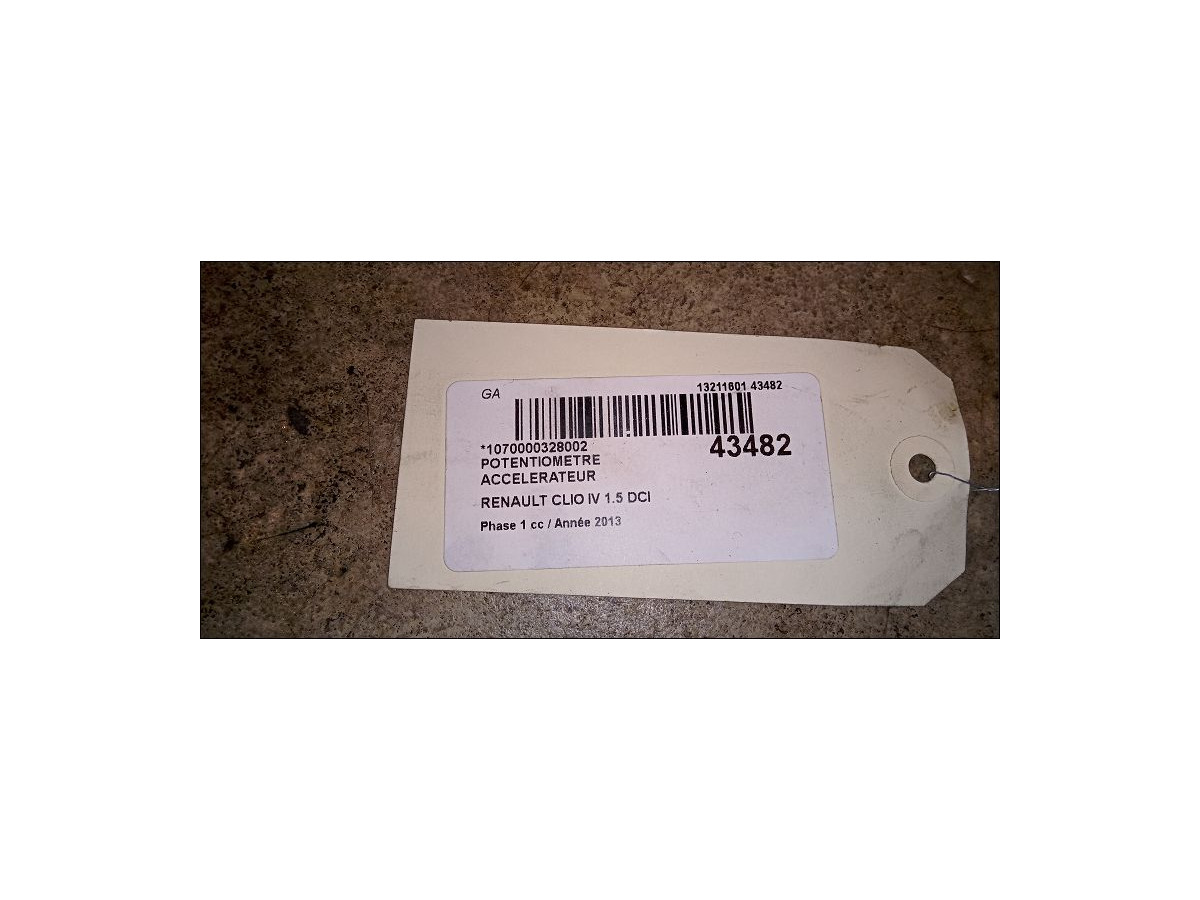 GA
13211601 43482
*1070000328002
43482
POTENTIOMETRE
ACCELERATEUR
RENAULT CLIO IV 1.5 DCI
Phase 1 cc / Année 2013